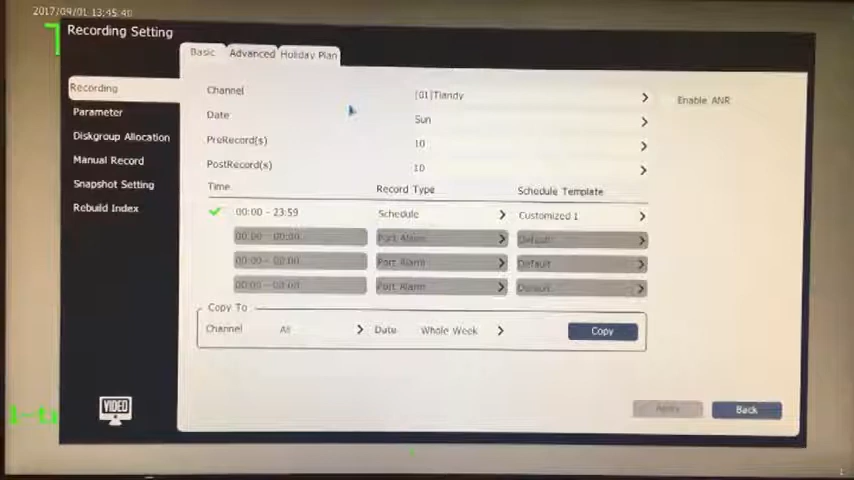 2017/09/01 13:45:40
Recording Setting
Basic Advanced Holiday Plan
Recording
Parameter
Diskgroup Allocation
Manual Record
Snapshot Setting
Rebuild Index
Channel [01]Tiandy > Enable ANR
Date Sun >
PreRecord(s) 10 >
PostRecord(s) 10 >
Time Record Type Schedule Template
00:00 - 23:59 Schedule > Customized 1 >
00:00 - 00:00 Port Alarm > Default >
00:00 - 00:00 Port Alarm > Default >
00:00 - 00:00 Port Alarm > Default >
Copy To
Channel All > Date Whole Week > Copy
Apply Back
VIDEO